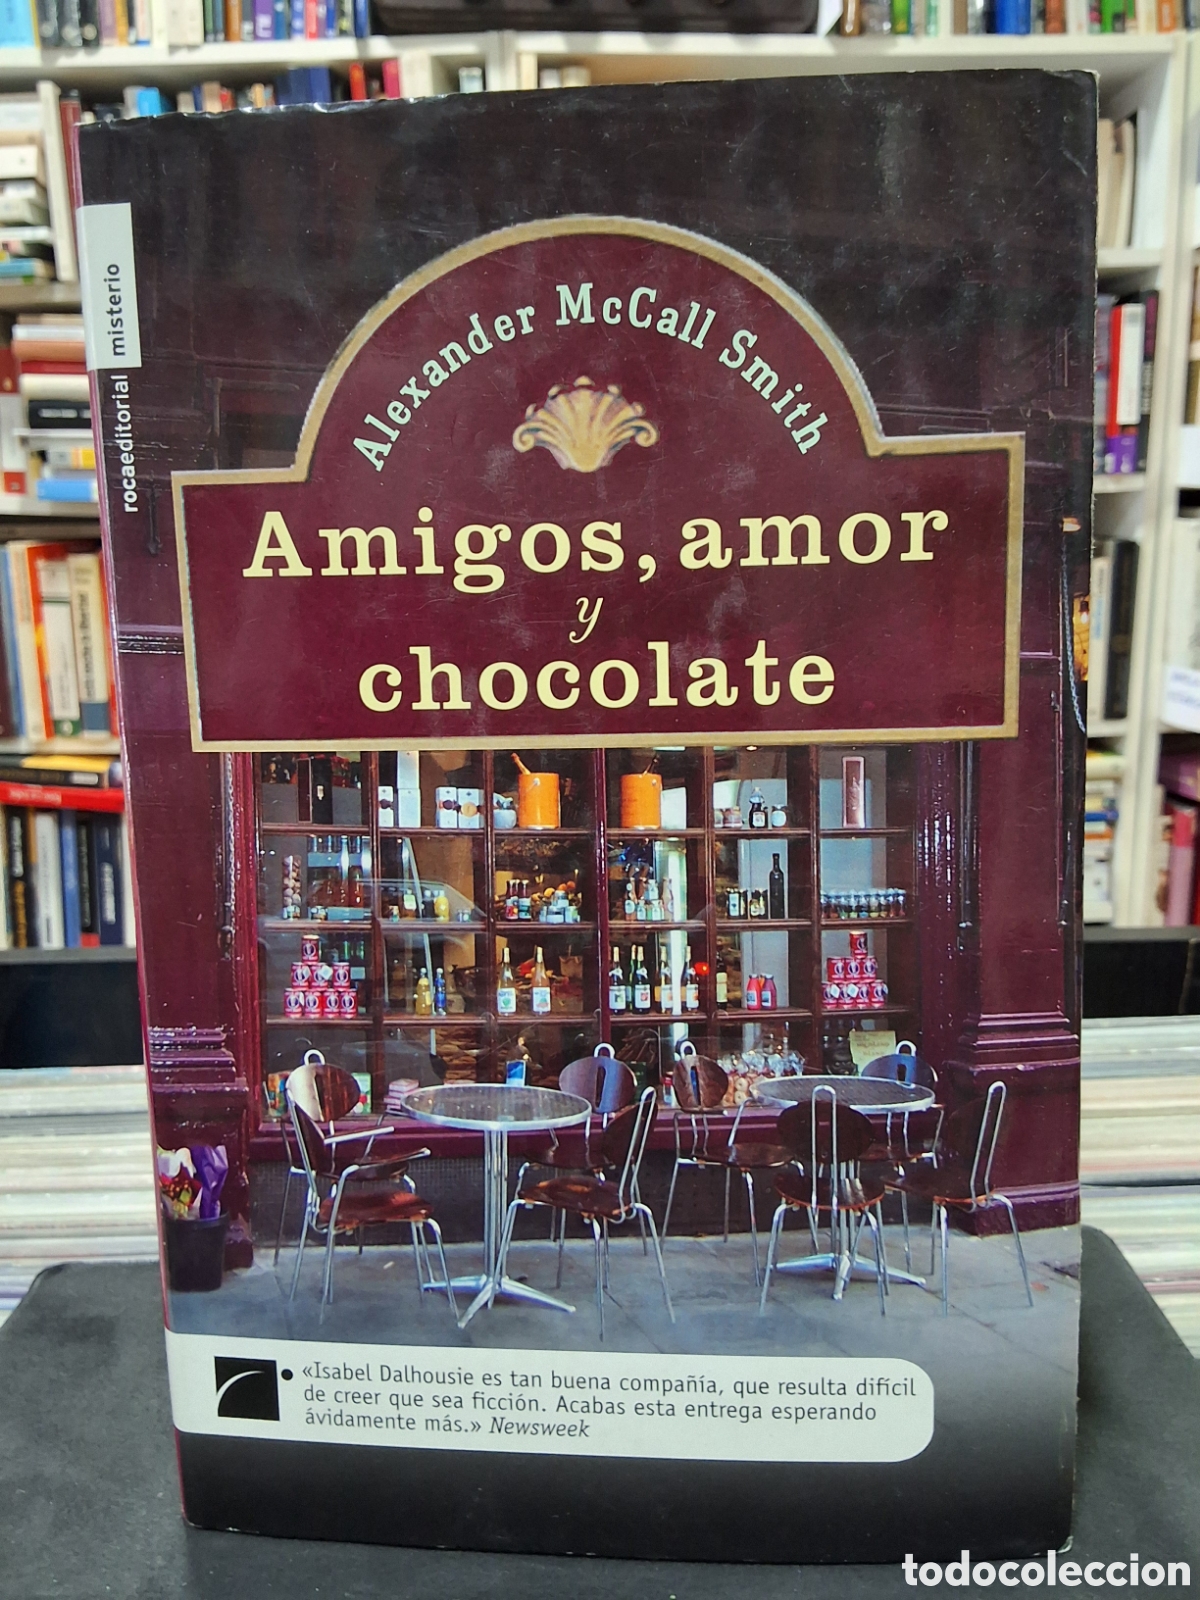 rocaeditorial misterio
Alexander McCall Smith
Amigos, amor
y
chocolate
«Isabel Dalhousie es tan buena compañía, que resulta difícil
de creer que sea ficción. Acabas esta entrega esperando
ávidamente más.» Newsweek
todocoleccion